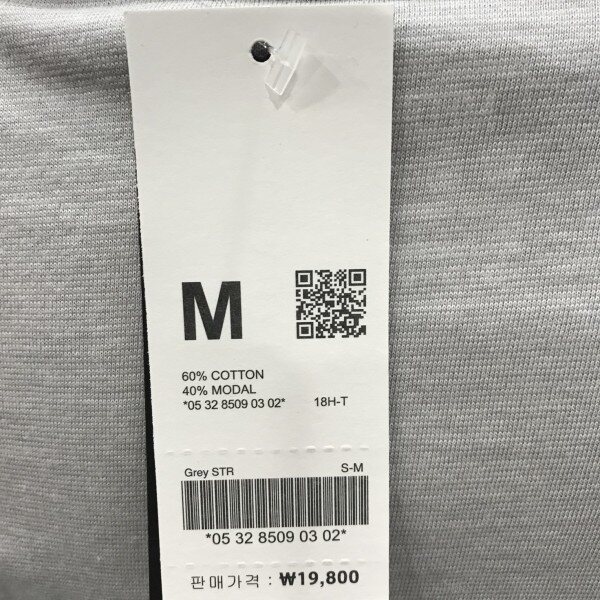 M
60% COTTON
40% MODAL
*05 32 8509 03 02* 18H-T
Grey STR S-M
*05 32 8509 03 02*
판매가격 : ₩19,800